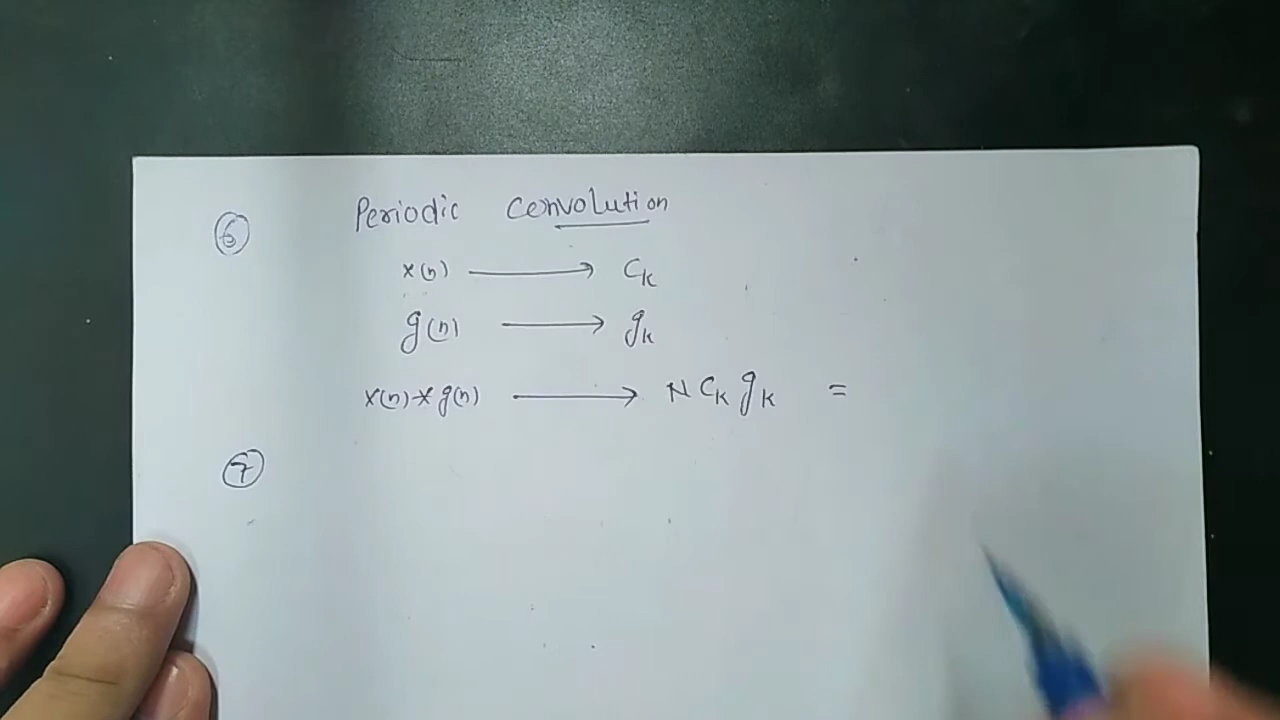 ⑥ Periodic Convolution
x(n) ⟶ Ck
g(n) ⟶ gk
x(n)*g(n) ⟶ N Ck gk =
⑦